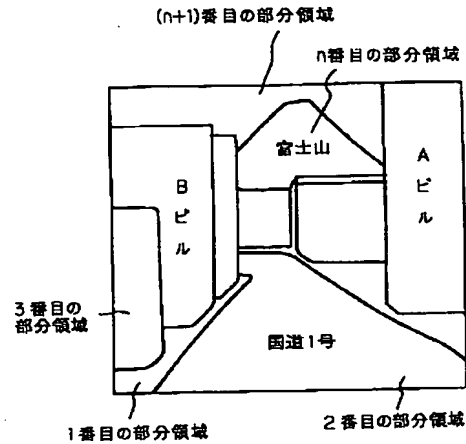 (n+1)番目の部分領域
n番目の部分領域
富士山
Aビル
Bビル
3番目の
部分領域
国道1号
1番目の部分領域
2番目の部分領域